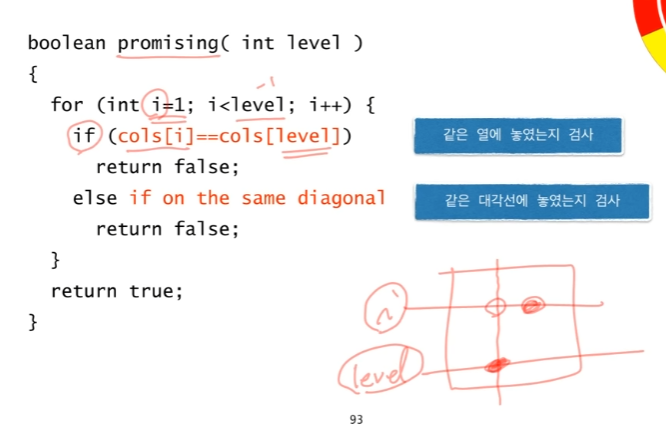 boolean promising( int level )
{
-1
for (int i=1; i<level; i++) {
if (cols[i]==cols[level])
같은 열에 놓였는지 검사
return false;
else if on the same diagonal
같은 대각선에 놓였는지 검사
return false;
}
return true;
i
}
level
93